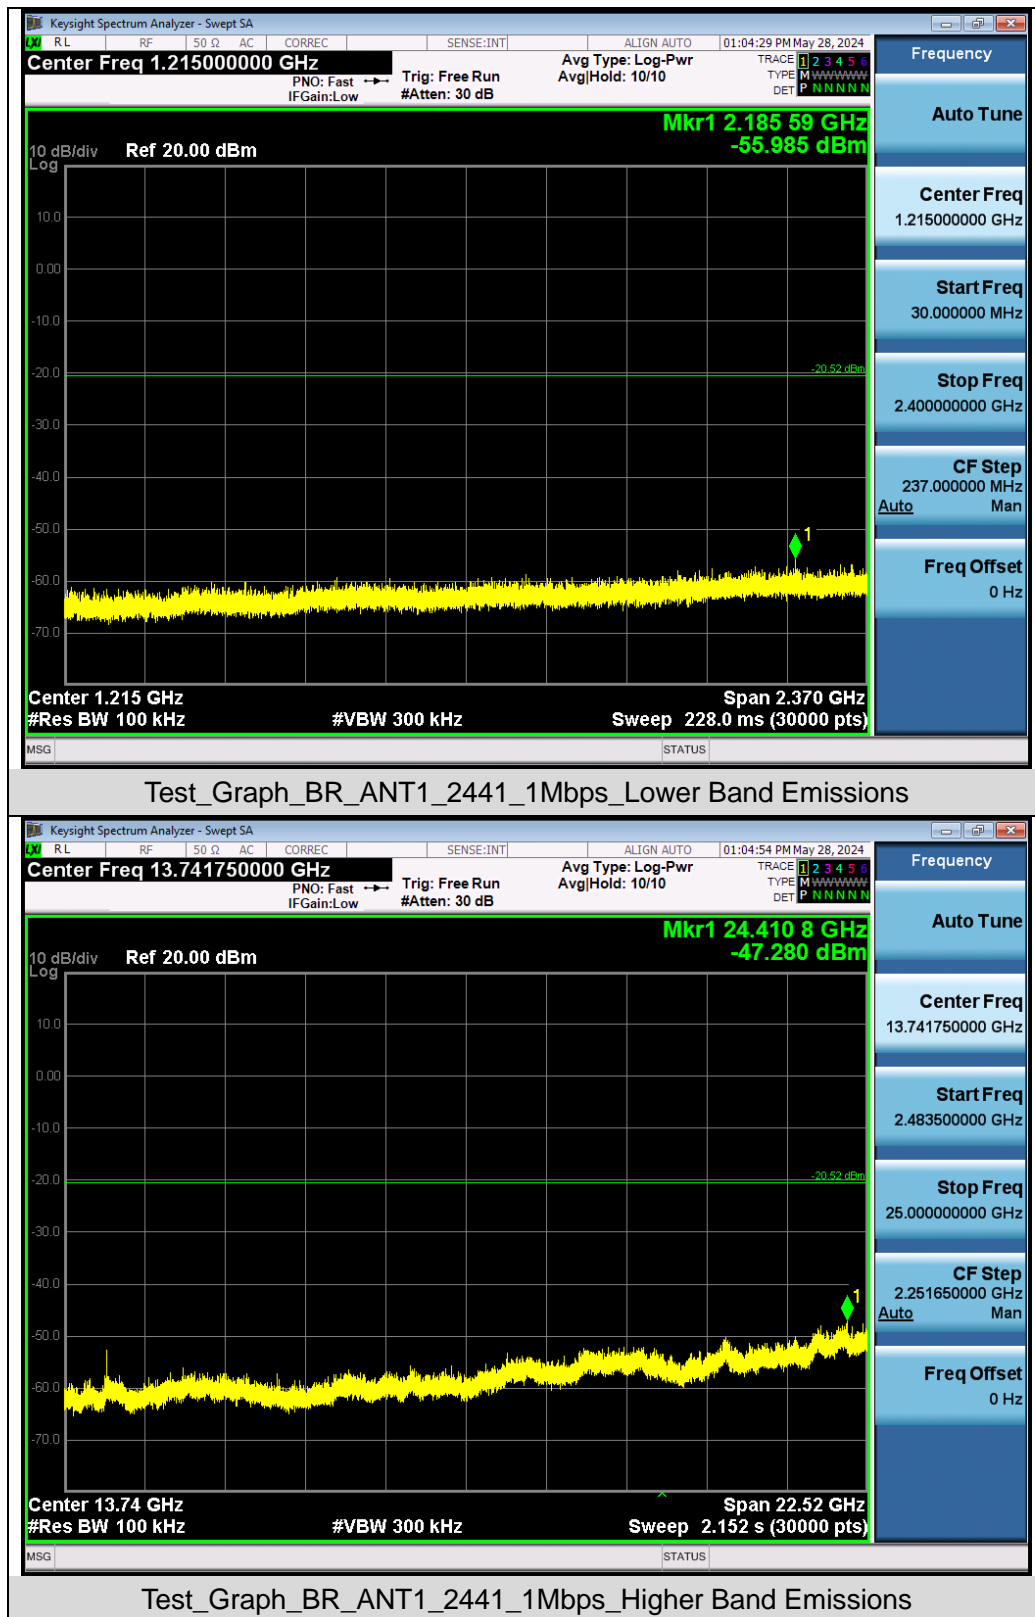 Keysight Spectrum Analyzer - Swept SA
LXI RL RF 50 Ω AC CORREC SENSE:INT ALIGN AUTO 01:04:29 PM May 28, 2024
Center Freq 1.215000000 GHz
PNO: Fast
IFGain:Low
Trig: Free Run
#Atten: 30 dB
Avg Type: Log-Pwr
Avg|Hold: 10/10
TRACE 1 2 3 4 5 6
TYPE M WWWWW
DET P N N N N N
Mkr1 2.185 59 GHz
-55.985 dBm
10 dB/div Ref 20.00 dBm
Log
10.0
0.00
-10.0
-20.0
-20.52 dBm
-30.0
-40.0
-50.0
1
-60.0
-70.0
Center 1.215 GHz Span 2.370 GHz
#Res BW 100 kHz #VBW 300 kHz Sweep 228.0 ms (30000 pts)
MSG STATUS
Frequency
Auto Tune
Center Freq
1.215000000 GHz
Start Freq
30.000000 MHz
Stop Freq
2.400000000 GHz
CF Step
237.000000 MHz
Auto Man
Freq Offset
0 Hz
Test_Graph_BR_ANT1_2441_1Mbps_Lower Band Emissions
Keysight Spectrum Analyzer - Swept SA
LXI RL RF 50 Ω AC CORREC SENSE:INT ALIGN AUTO 01:04:54 PM May 28, 2024
Center Freq 13.741750000 GHz
PNO: Fast
IFGain:Low
Trig: Free Run
#Atten: 30 dB
Avg Type: Log-Pwr
Avg|Hold: 10/10
TRACE 1 2 3 4 5 6
TYPE M WWWWW
DET P N N N N N
Mkr1 24.410 8 GHz
-47.280 dBm
10 dB/div Ref 20.00 dBm
Log
10.0
0.00
-10.0
-20.0
-20.52 dBm
-30.0
-40.0
1
-50.0
-60.0
-70.0
Center 13.74 GHz Span 22.52 GHz
#Res BW 100 kHz #VBW 300 kHz Sweep 2.152 s (30000 pts)
MSG STATUS
Frequency
Auto Tune
Center Freq
13.741750000 GHz
Start Freq
2.483500000 GHz
Stop Freq
25.000000000 GHz
CF Step
2.251650000 GHz
Auto Man
Freq Offset
0 Hz
Test_Graph_BR_ANT1_2441_1Mbps_Higher Band Emissions